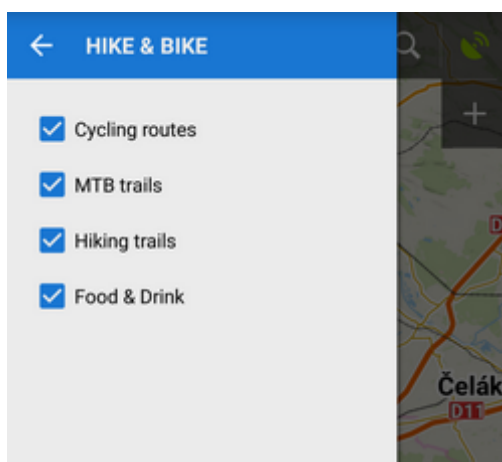 HIKE & BIKE
Cycling routes
MTB trails
Hiking trails
Food & Drink
Čelák
D11